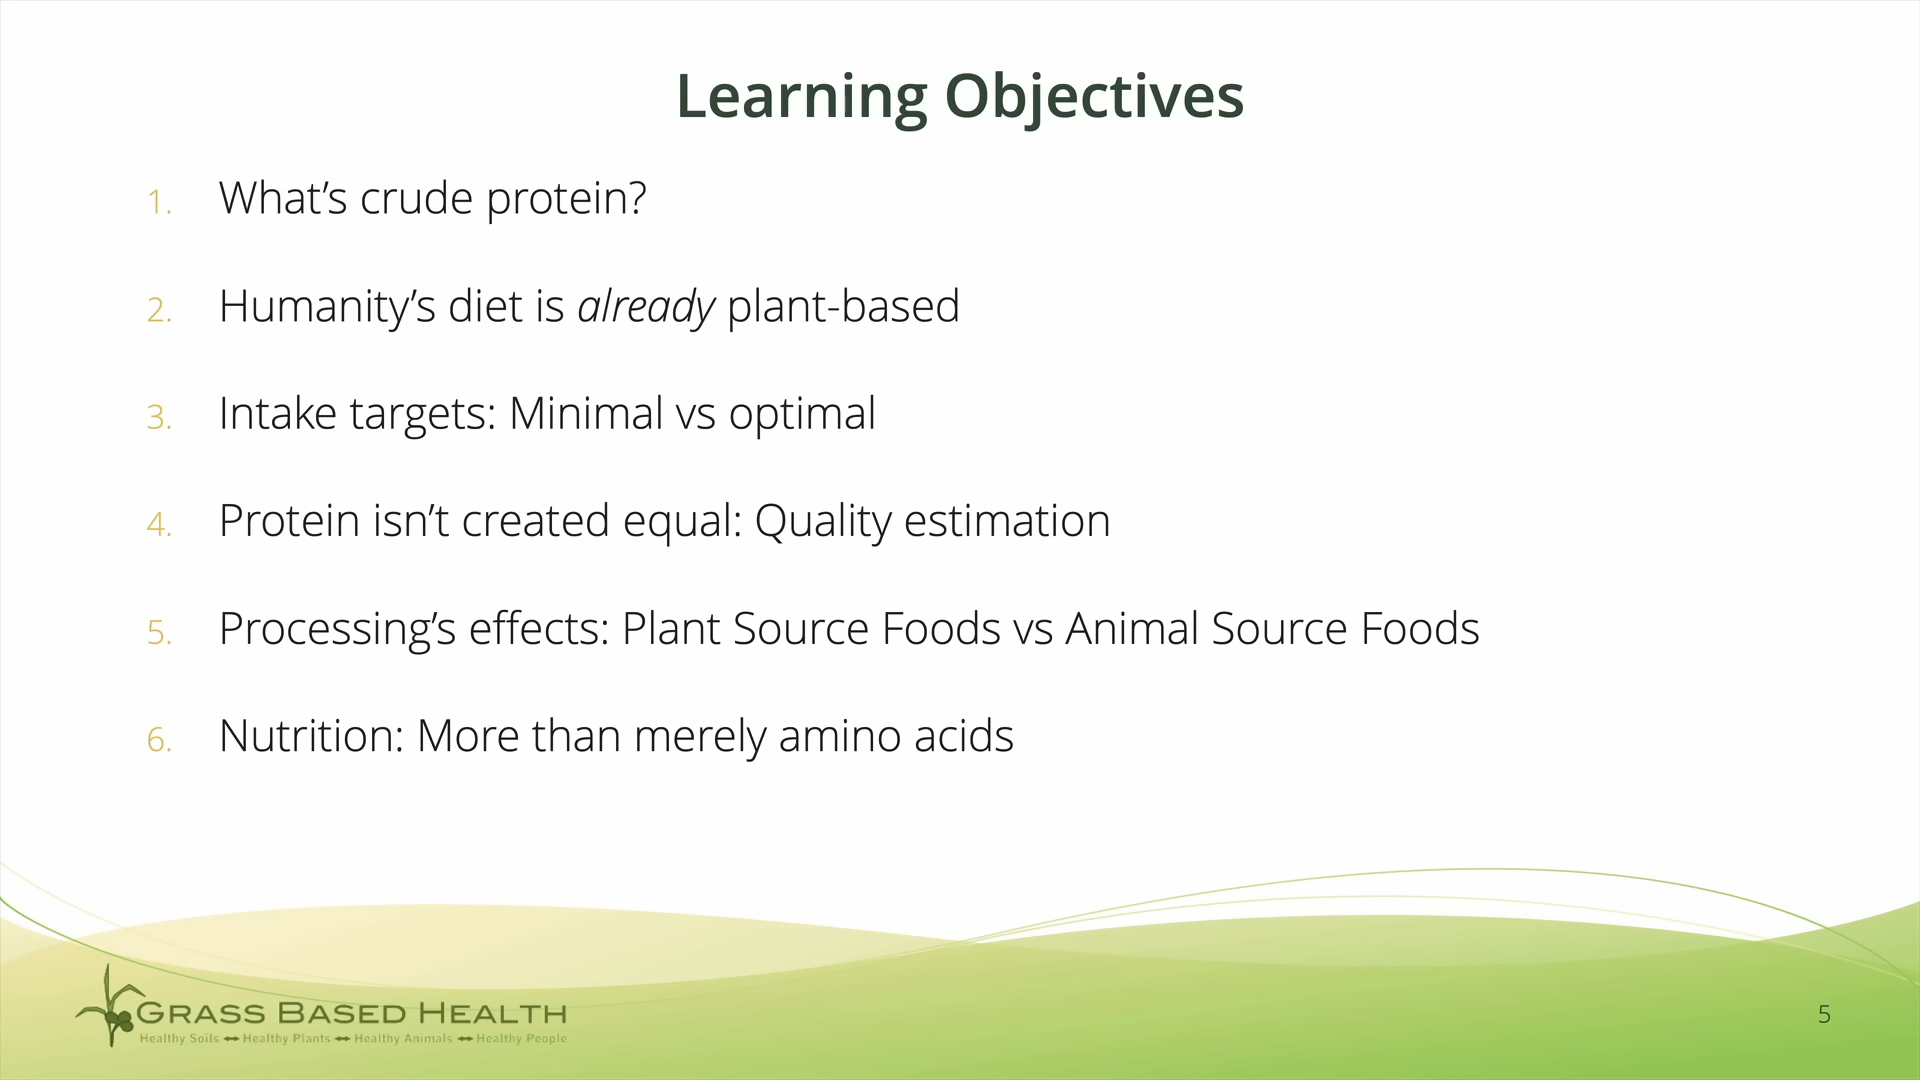 Learning Objectives
1. What’s crude protein?
2. Humanity’s diet is already plant-based
3. Intake targets: Minimal vs optimal
4. Protein isn’t created equal: Quality estimation
5. Processing’s effects: Plant Source Foods vs Animal Source Foods
6. Nutrition: More than merely amino acids
GRASS BASED HEALTH
Healthy Soils ⬌ Healthy Plants ⬌ Healthy Animals ⬌ Healthy People
5